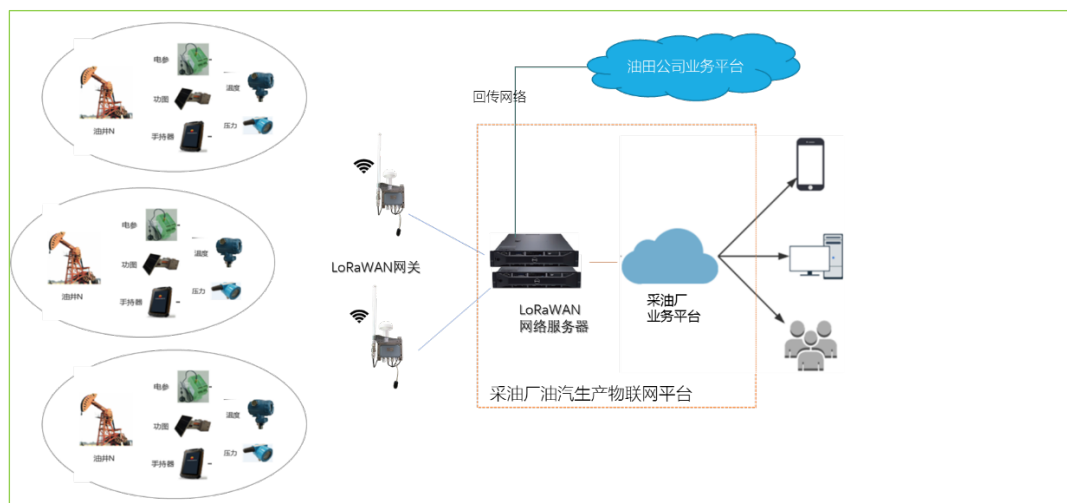 电参
温度
功图
油井N
手持器
压力
电参
温度
功图
油井N
手持器
压力
电参
温度
功图
油井N
手持器
压力
LoRaWAN网关
油田公司业务平台
回传网络
LoRaWAN
网络服务器
采油厂
业务平台
采油厂油汽生产物联网平台